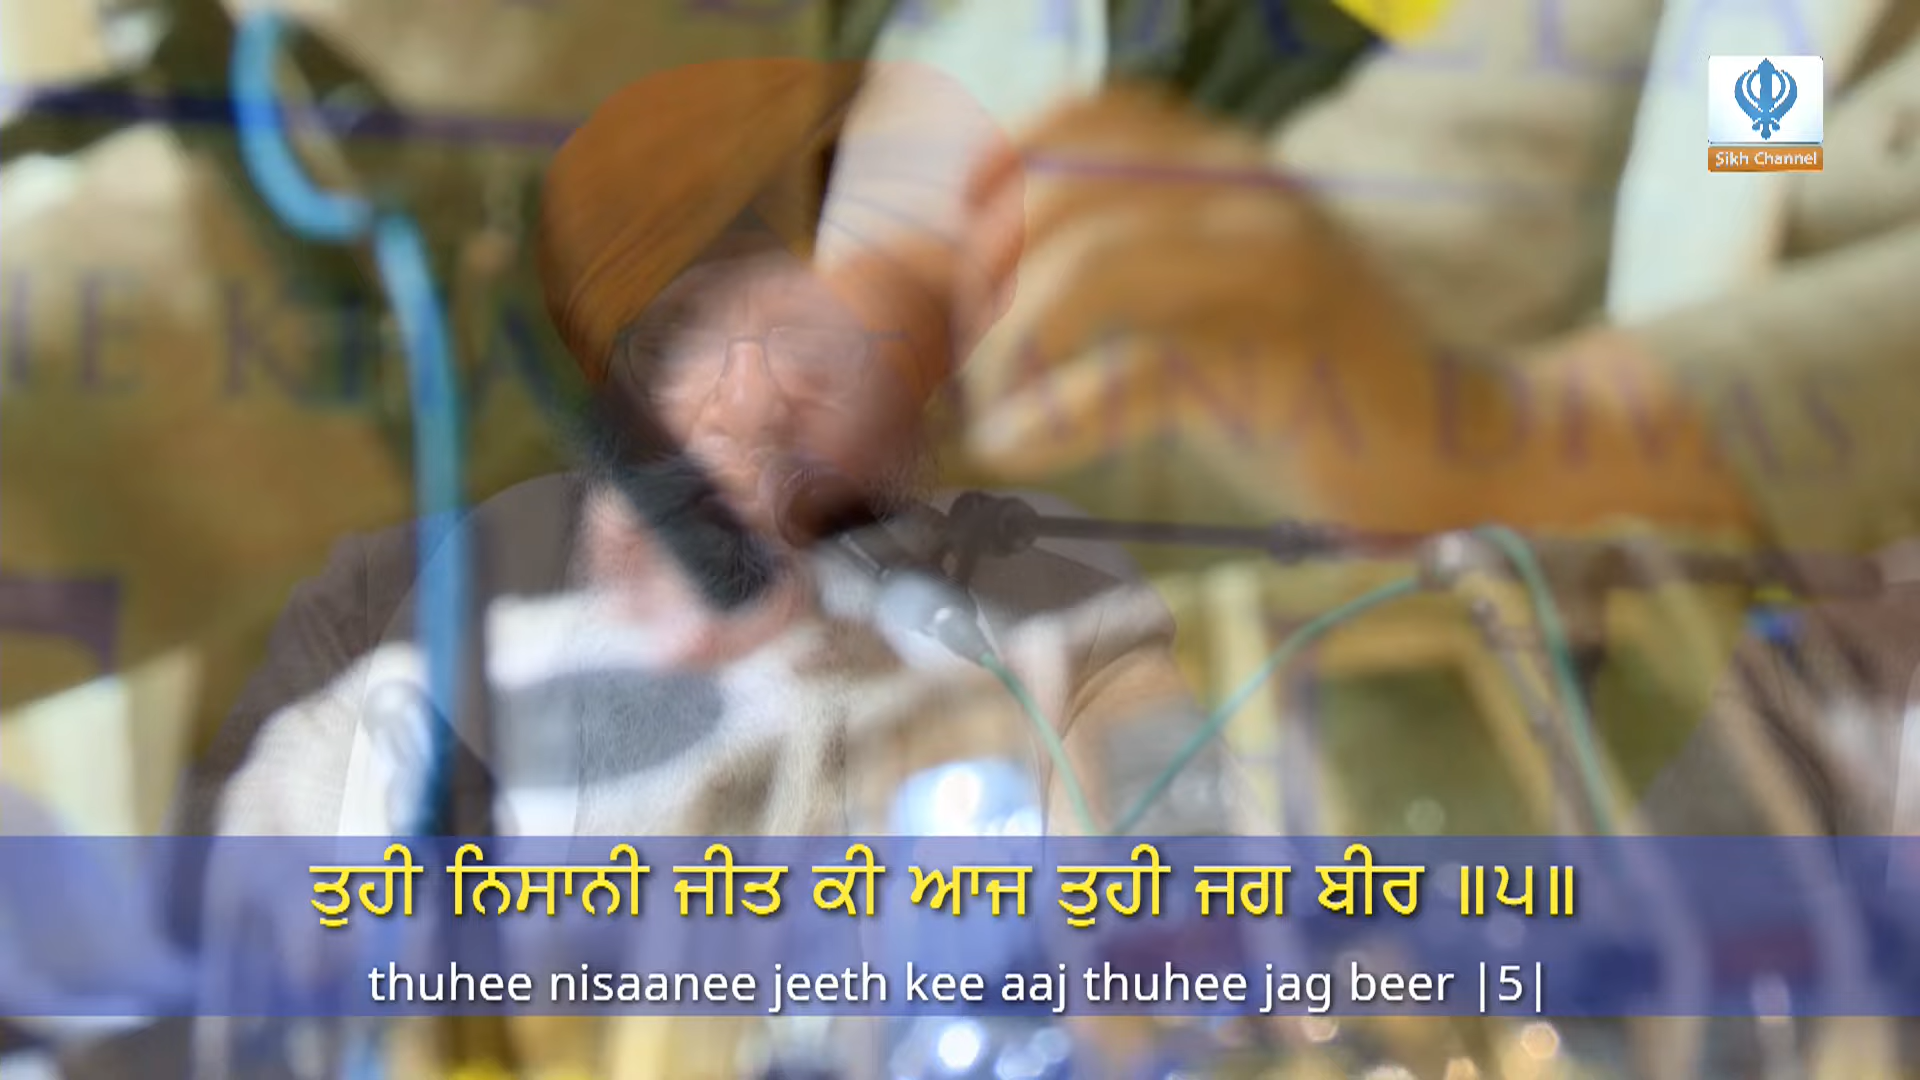 Sikh Channel
ਤੁਹੀ ਨਿਸਾਨੀ ਜੀਤ ਕੀ ਆਜ ਤੁਹੀ ਜਗ ਬੀਰ ॥੫॥
thuhee nisaanee jeeth kee aaj thuhee jag beer |5|